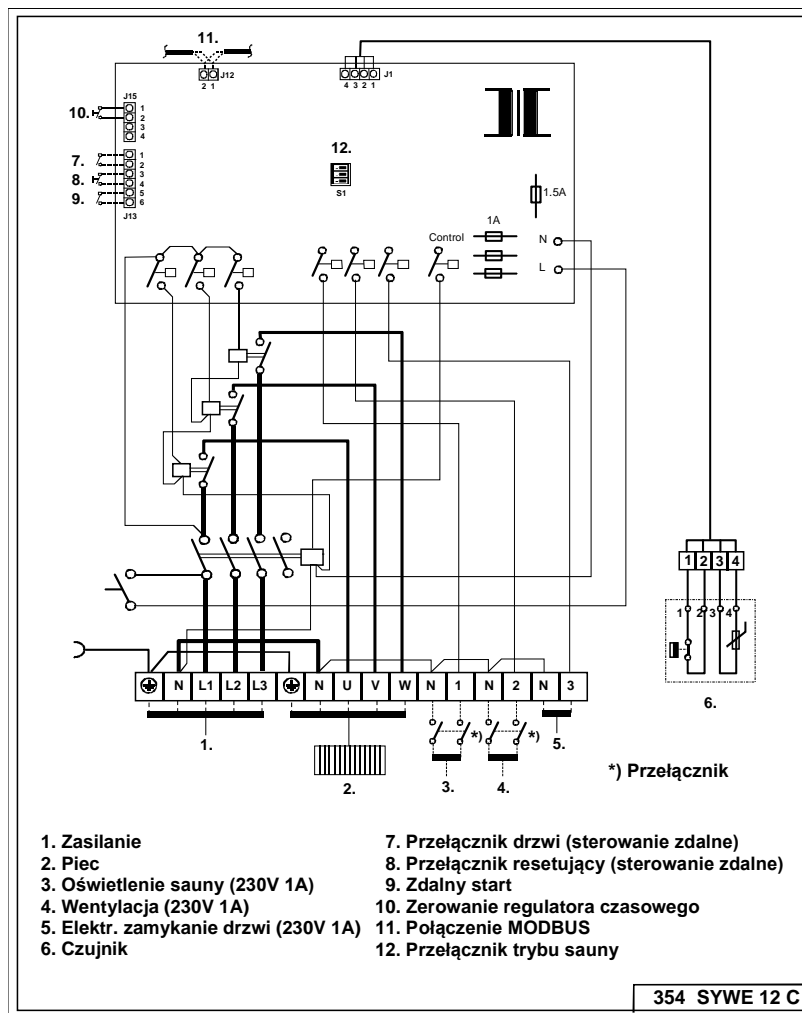 11.
J12
2 1
J1
4 3 2 1
J15
10.
1
2
3
4
7.
8.
9.
1
2
3
4
5
6
J13
12.
S1
1.5A
1A
Control
N
L
1 2 3 4
1 2 3 4
6.
N L1 L2 L3 N U V W N 1 N 2 N 3
*) *)
1.
2.
3.
4.
5.
*) Przełącznik
1. Zasilanie
2. Piec
3. Oświetlenie sauny (230V 1A)
4. Wentylacja (230V 1A)
5. Elektr. zamykanie drzwi (230V 1A)
6. Czujnik
7. Przełącznik drzwi (sterowanie zdalne)
8. Przełącznik resetujący (sterowanie zdalne)
9. Zdalny start
10. Zerowanie regulatora czasowego
11. Połączenie MODBUS
12. Przełącznik trybu sauny
354 SYWE 12 C